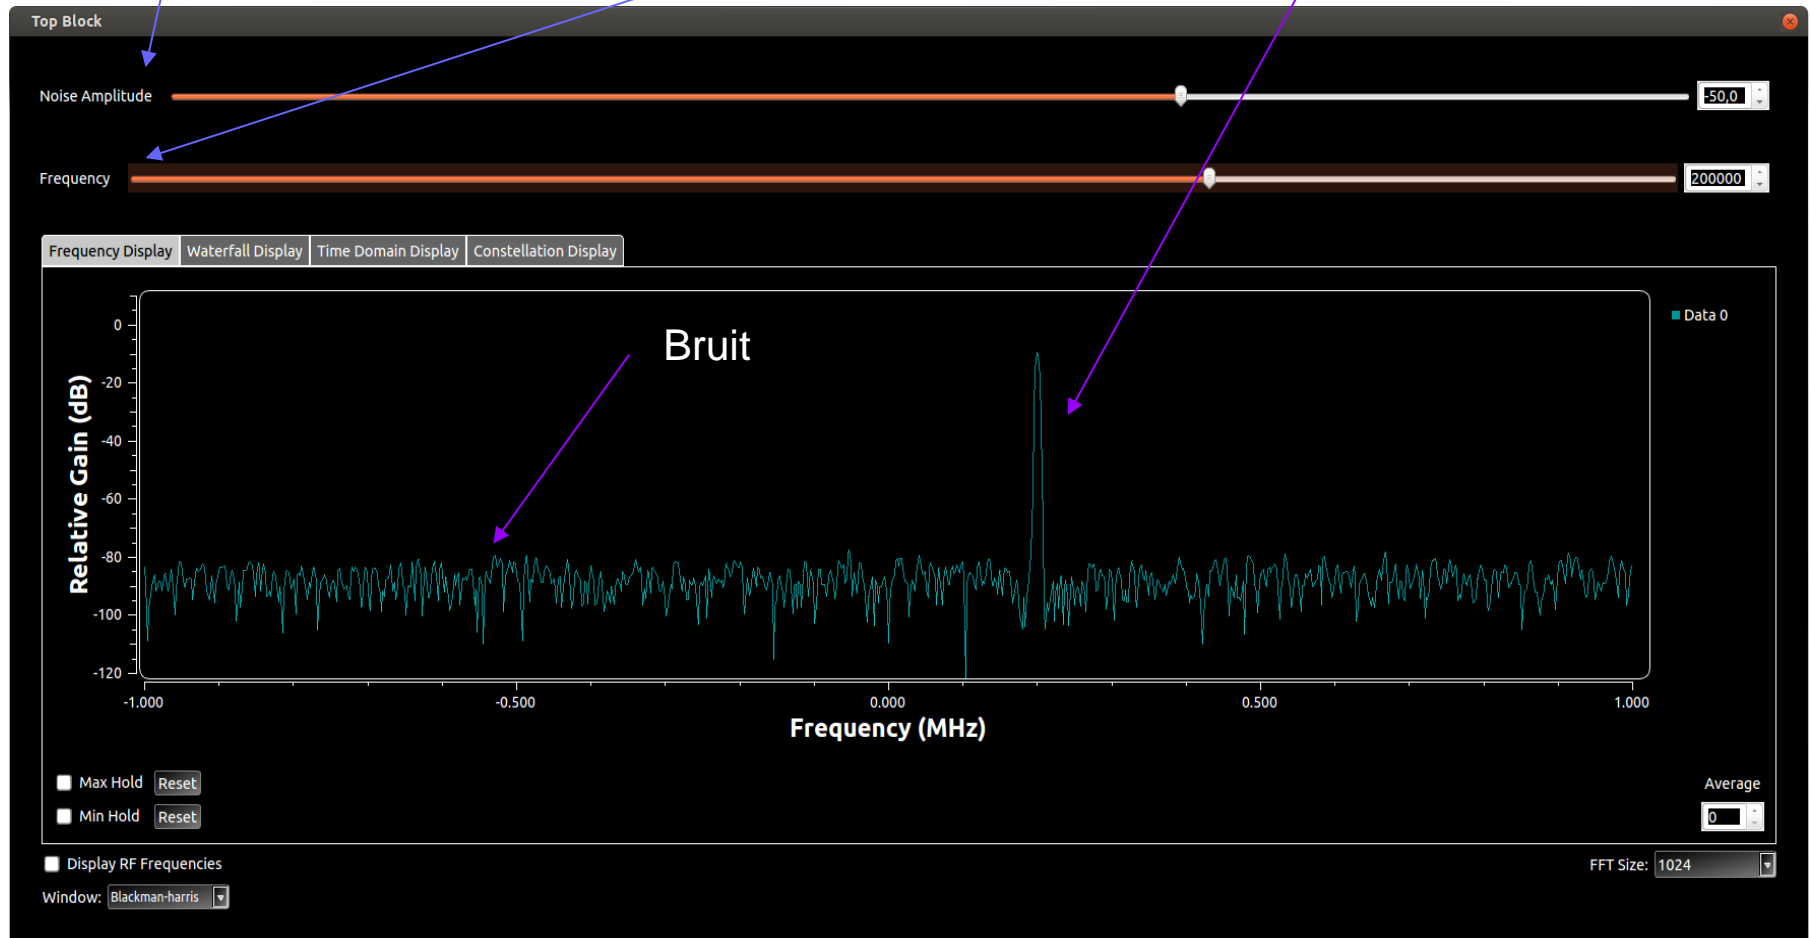 Top Block
Noise Amplitude -50,0
Frequency 200000
Frequency Display Waterfall Display Time Domain Display Constellation Display
Bruit
Data 0
Relative Gain (dB)
0
-20
-40
-60
-80
-100
-120
-1.000 -0.500 0.000 0.500 1.000
Frequency (MHz)
Max Hold Reset
Average
Min Hold Reset
0
Display RF Frequencies
FFT Size: 1024
Window: Blackman-harris